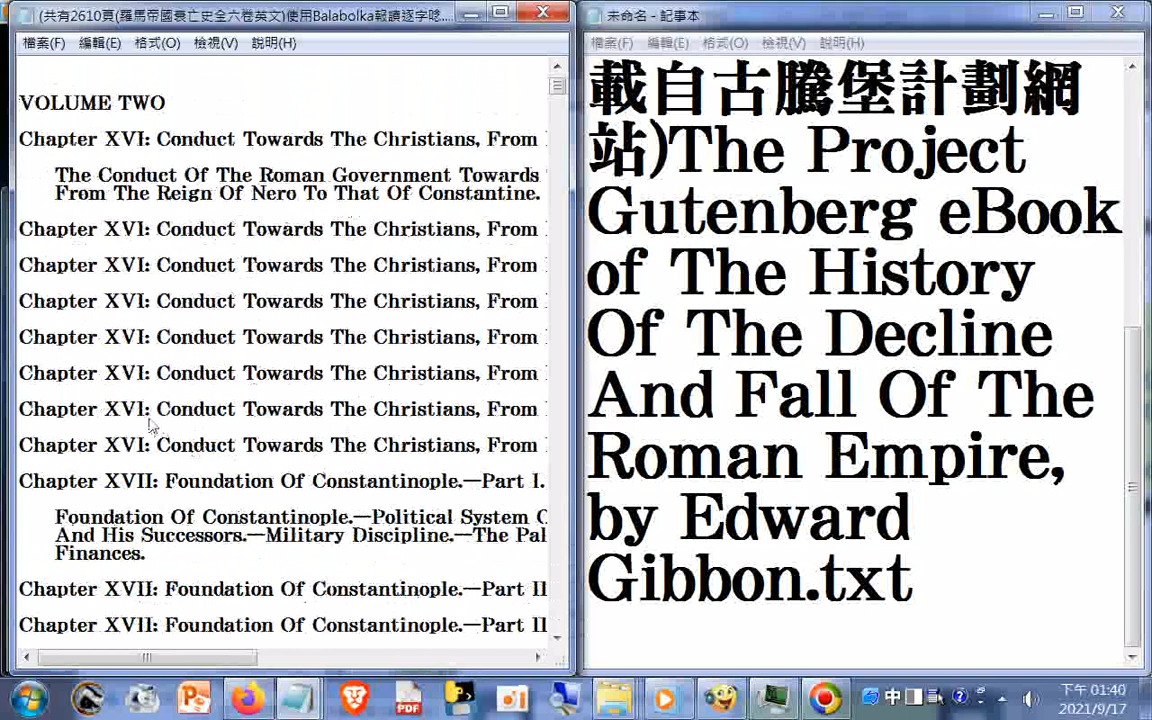 (共有2610頁(羅馬帝國衰亡史全六卷英文)使用Balabolka報讀逐字唸....
檔案(F) 編輯(E) 格式(O) 檢視(V) 說明(H)
VOLUME TWO
Chapter XVI: Conduct Towards The Christians, From
The Conduct Of The Roman Government Towards
From The Reign Of Nero To That Of Constantine.
Chapter XVI: Conduct Towards The Christians, From
Chapter XVI: Conduct Towards The Christians, From
Chapter XVI: Conduct Towards The Christians, From
Chapter XVI: Conduct Towards The Christians, From
Chapter XVI: Conduct Towards The Christians, From
Chapter XVI: Conduct Towards The Christians, From
Chapter XVI: Conduct Towards The Christians, From
Chapter XVII: Foundation Of Constantinople.—Part I.
Foundation Of Constantinople.—Political System
And His Successors.—Military Discipline.—The Pal
Finances.
Chapter XVII: Foundation Of Constantinople.—Part II
Chapter XVII: Foundation Of Constantinople.—Part II
未命名 - 記事本
檔案(F) 編輯(E) 格式(O) 檢視(V) 說明(H)
載自古騰堡計劃網
站)The Project
Gutenberg eBook
of The History
Of The Decline
And Fall Of The
Roman Empire,
by Edward
Gibbon.txt
PDF
中
下午 01:40
2021/9/17